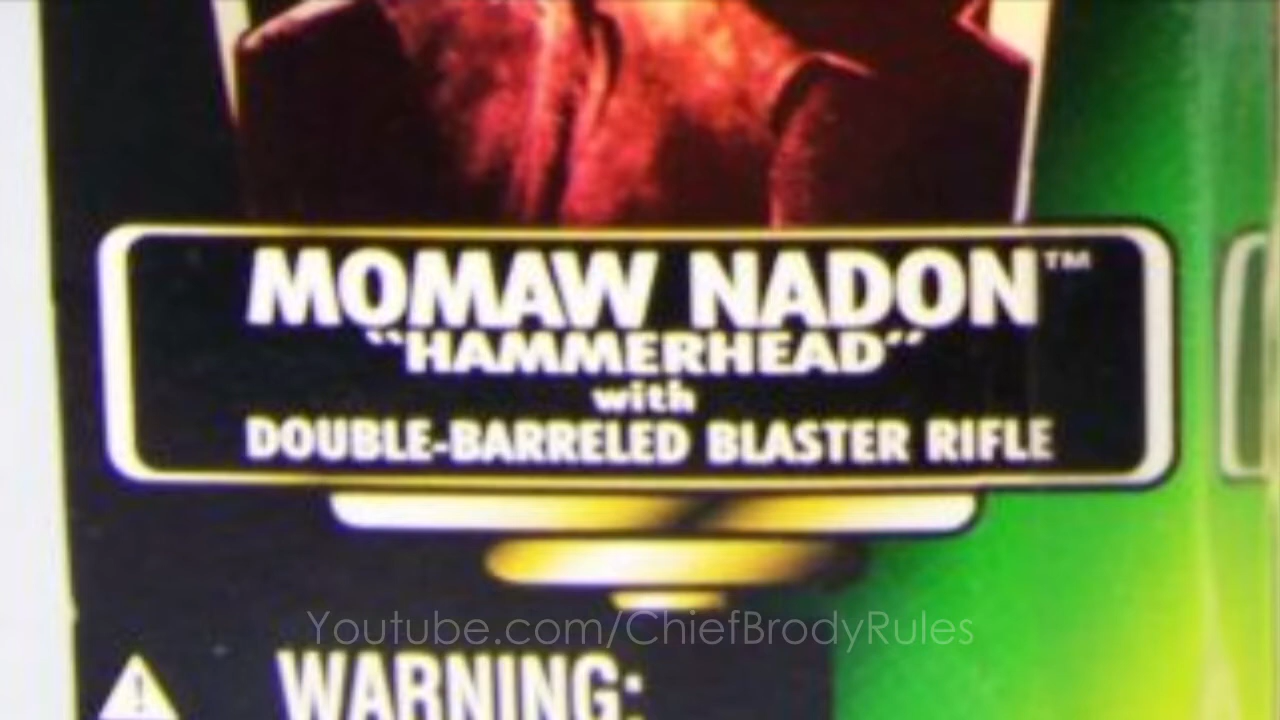 MOMAW NADON™
"HAMMERHEAD"
with
DOUBLE-BARRELED BLASTER RIFLE
Youtube.com/ChiefBrodyRules
WARNING: